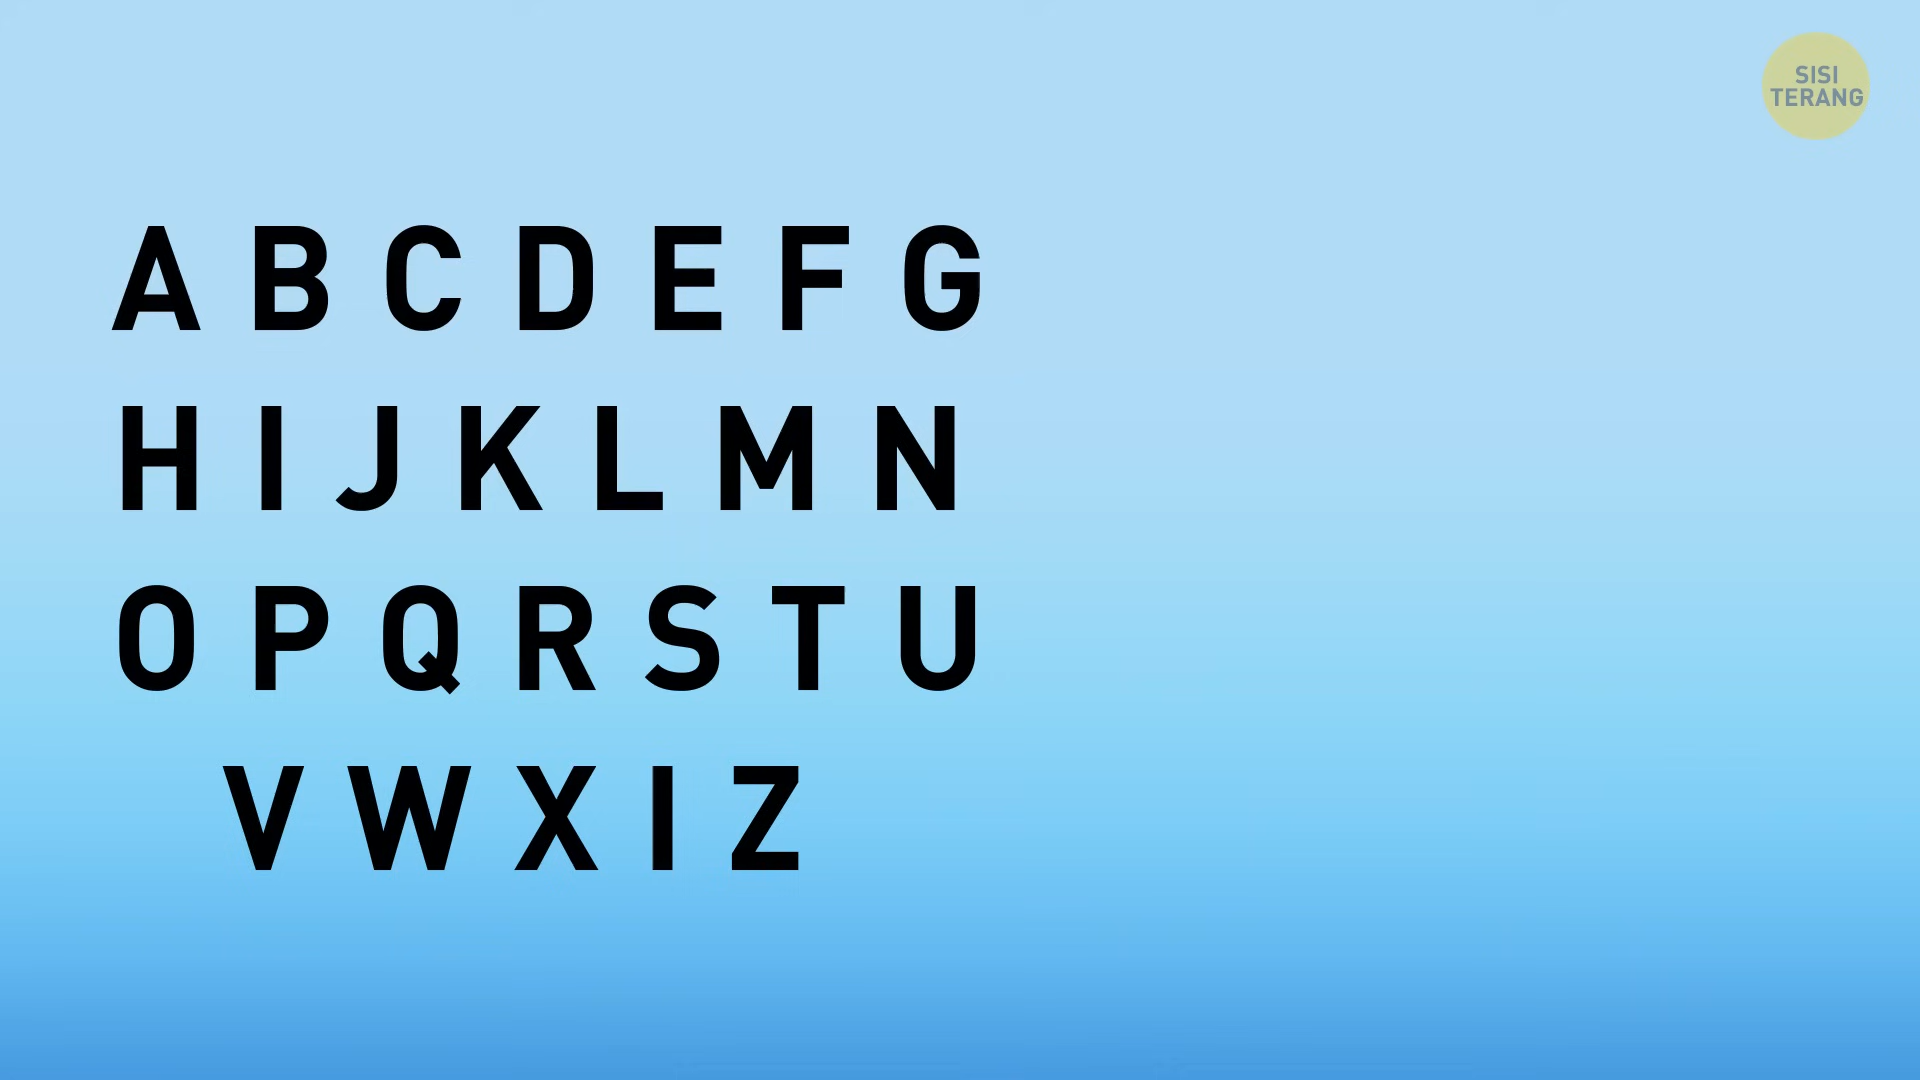 SISI
TERANG
A B C D E F G
H I J K L M N
O P Q R S T U
V W X I Z